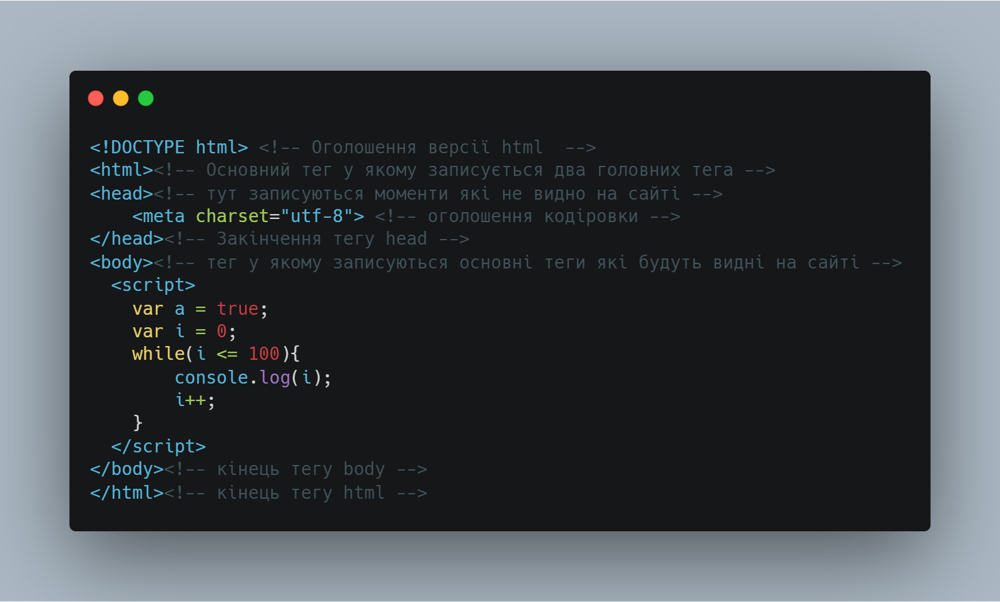 <!DOCTYPE html> <!-- Оголошення версії html  -->
<html><!-- Основний тег у якому записується два головних тега -->
<head><!-- тут записуються моменти які не видно на сайті -->
    <meta charset="utf-8"> <!-- оголошення кодіровки -->
</head><!-- Закінчення тегу head -->
<body><!-- тег у якому записуються основні теги які будуть видні на сайті -->
  <script>
    var a = true;
    var i = 0;
    while(i <= 100){
        console.log(i);
        i++;
    }
  </script>
</body><!-- кінець тегу body -->
</html><!-- кінець тегу html -->